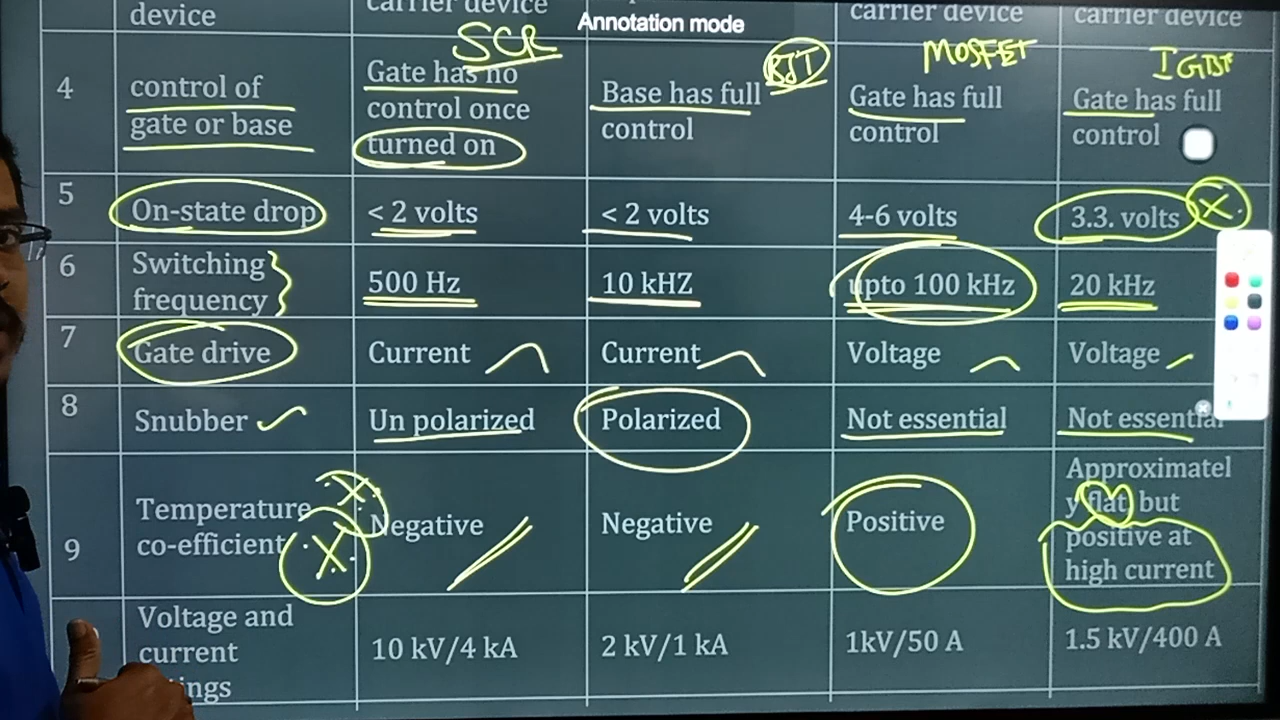 device
carrier device
carrier device
carrier device
Annotation mode
SCR
BJT
MOSFET
IGBT
4
control of
gate or base
Gate has no
control once
turned on
Base has full
control
Gate has full
control
Gate has full
control
5
On-state drop
< 2 volts
< 2 volts
4-6 volts
3.3. volts
6
Switching
frequency
500 Hz
10 kHZ
upto 100 kHz
20 kHz
7
Gate drive
Current
Current
Voltage
Voltage
8
Snubber
Un polarized
Polarized
Not essential
Not essential
9
Temperature
co-efficient
Negative
Negative
Positive
Approximatel
y flat, but
positive at
high current
Voltage and
current
ings
10 kV/4 kA
2 kV/1 kA
1kV/50 A
1.5 kV/400 A